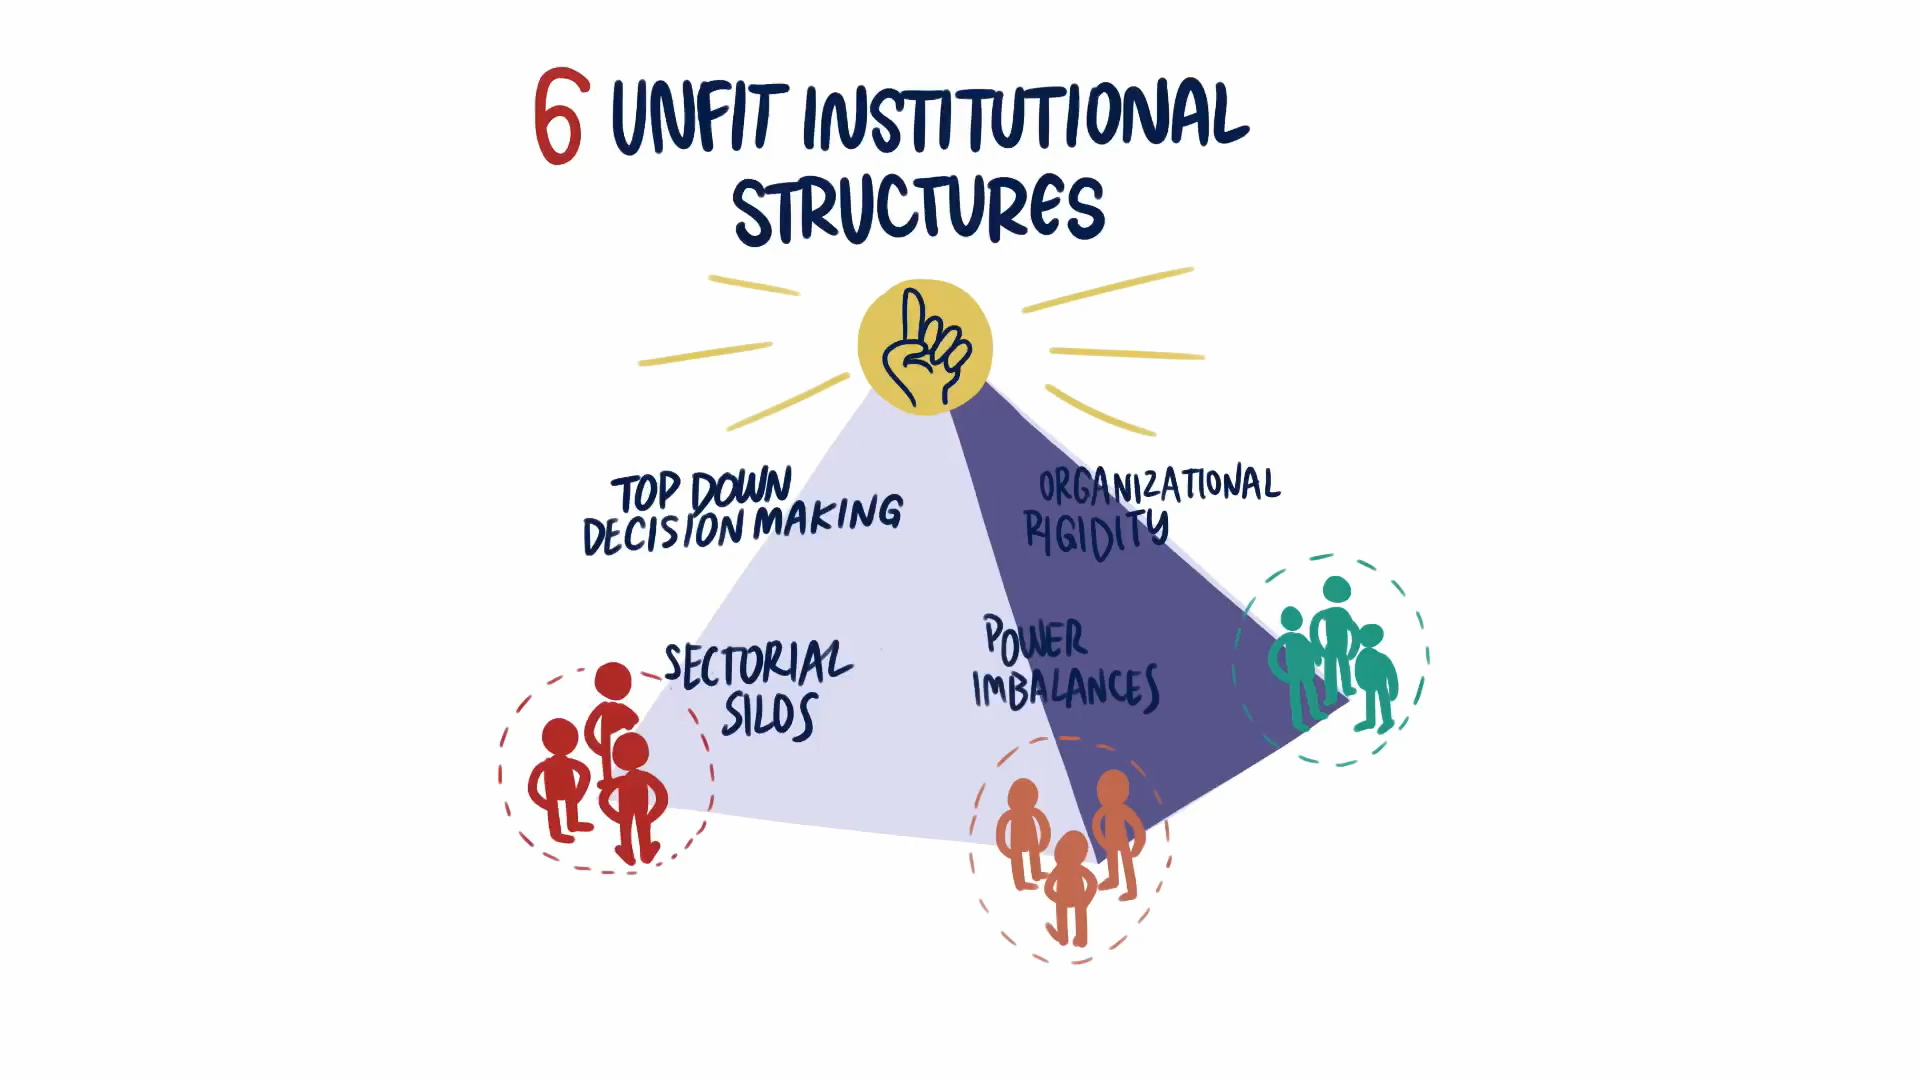 6 UNFIT INSTITUTIONAL
STRUCTURES
TOP DOWN
DECISION MAKING
ORGANIZATIONAL
RIGIDITY
SECTORIAL
SILOS
POWER
IMBALANCES